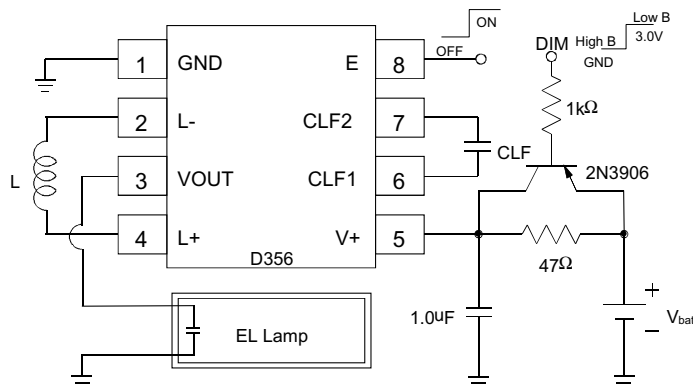 ON
OFF
Low B
3.0V
High B
GND
DIM
1kΩ
2N3906
1 GND E 8
2 L- CLF2 7
CLF
L
3 VOUT CLF1 6
4 L+ V+ 5
D356
47Ω
1.0uF
+
Vbat
−
EL Lamp